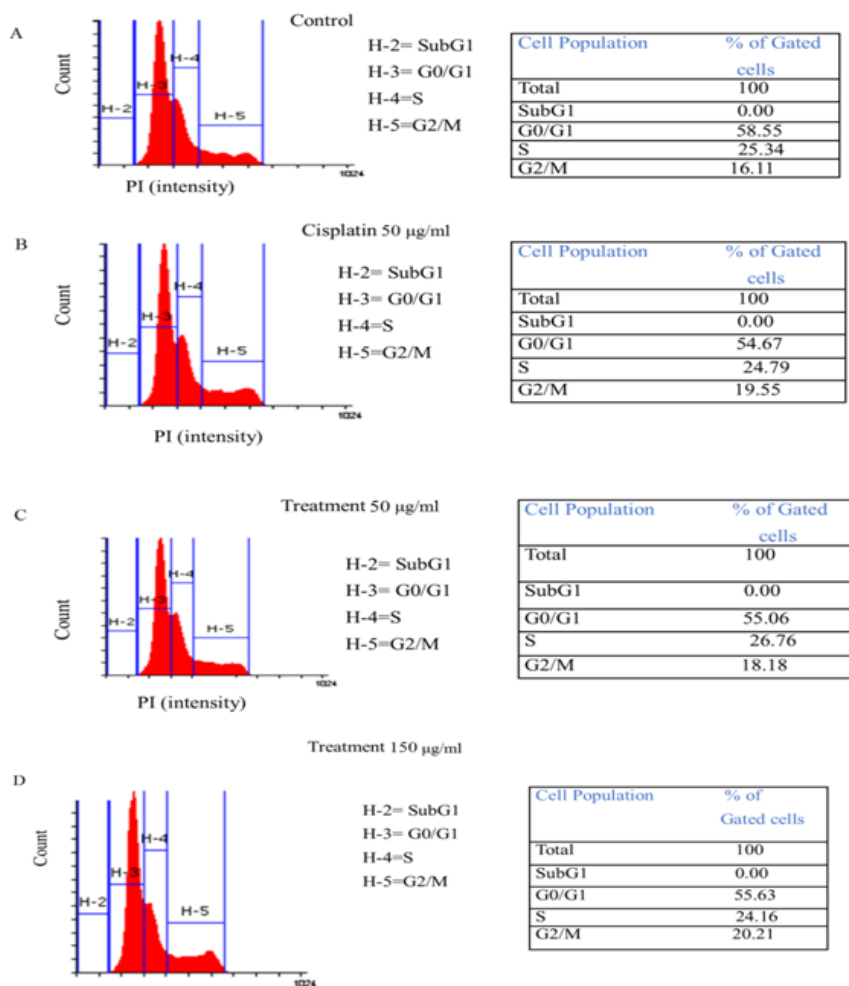 A
Control
Count
H-2
H-3
H-4
H-5
1024
PI (intensity)
H-2= SubG1
H-3= G0/G1
H-4=S
H-5=G2/M
Cell Population % of Gated cells
Total 100
SubG1 0.00
G0/G1 58.55
S 25.34
G2/M 16.11
B
Cisplatin 50 µg/ml
Count
H-2
H-3
H-4
H-5
1024
PI (intensity)
H-2= SubG1
H-3= G0/G1
H-4=S
H-5=G2/M
Cell Population % of Gated cells
Total 100
SubG1 0.00
G0/G1 54.67
S 24.79
G2/M 19.55
C
Treatment 50 µg/ml
Count
H-2
H-3
H-4
H-5
1024
PI (intensity)
H-2= SubG1
H-3= G0/G1
H-4=S
H-5=G2/M
Cell Population % of Gated cells
Total 100
SubG1 0.00
G0/G1 55.06
S 26.76
G2/M 18.18
Treatment 150 µg/ml
D
Count
H-2
H-3
H-4
H-5
1024
H-2= SubG1
H-3= G0/G1
H-4=S
H-5=G2/M
Cell Population % of Gated cells
Total 100
SubG1 0.00
G0/G1 55.63
S 24.16
G2/M 20.21